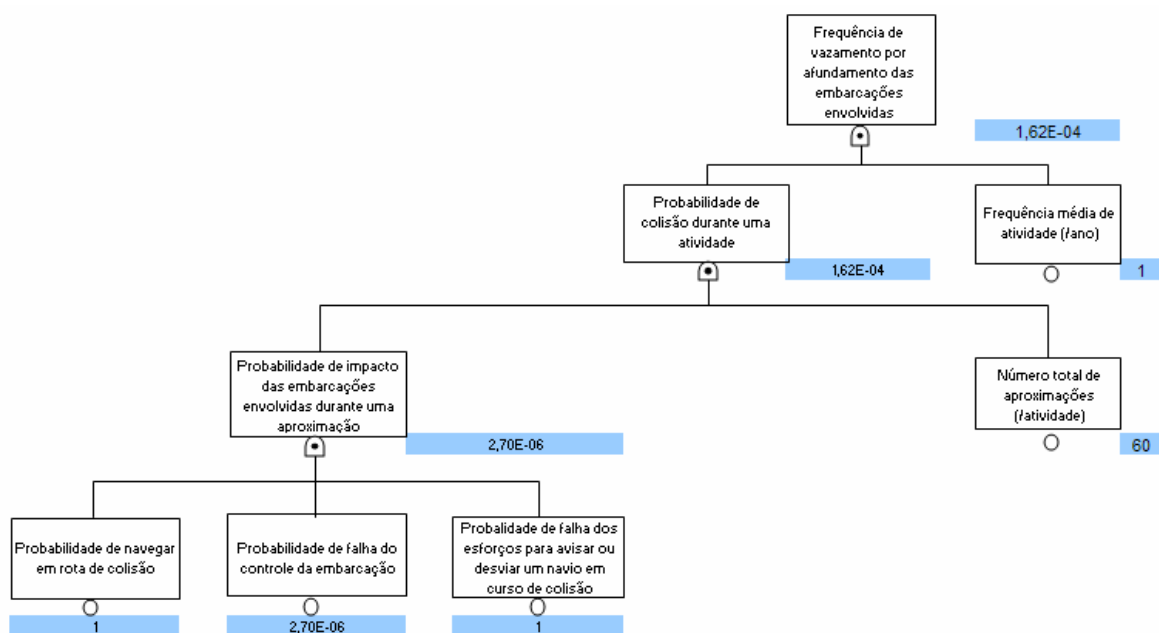 Frequência de
vazamento por
afundamento das
embarcações
envolvidas
1,62E-04
Probabilidade de
colisão durante uma
atividade
1,62E-04
Frequência média de
atividade (/ano)
1
Probabilidade de impacto
das embarcações
envolvidas durante uma
aproximação
2,70E-06
Número total de
aproximações
(/atividade)
60
Probabilidade de navegar
em rota de colisão
1
Probabilidade de falha do
controle da embarcação
2,70E-06
Probalidade de falha dos
esforços para avisar ou
desviar um navio em
curso de colisão
1